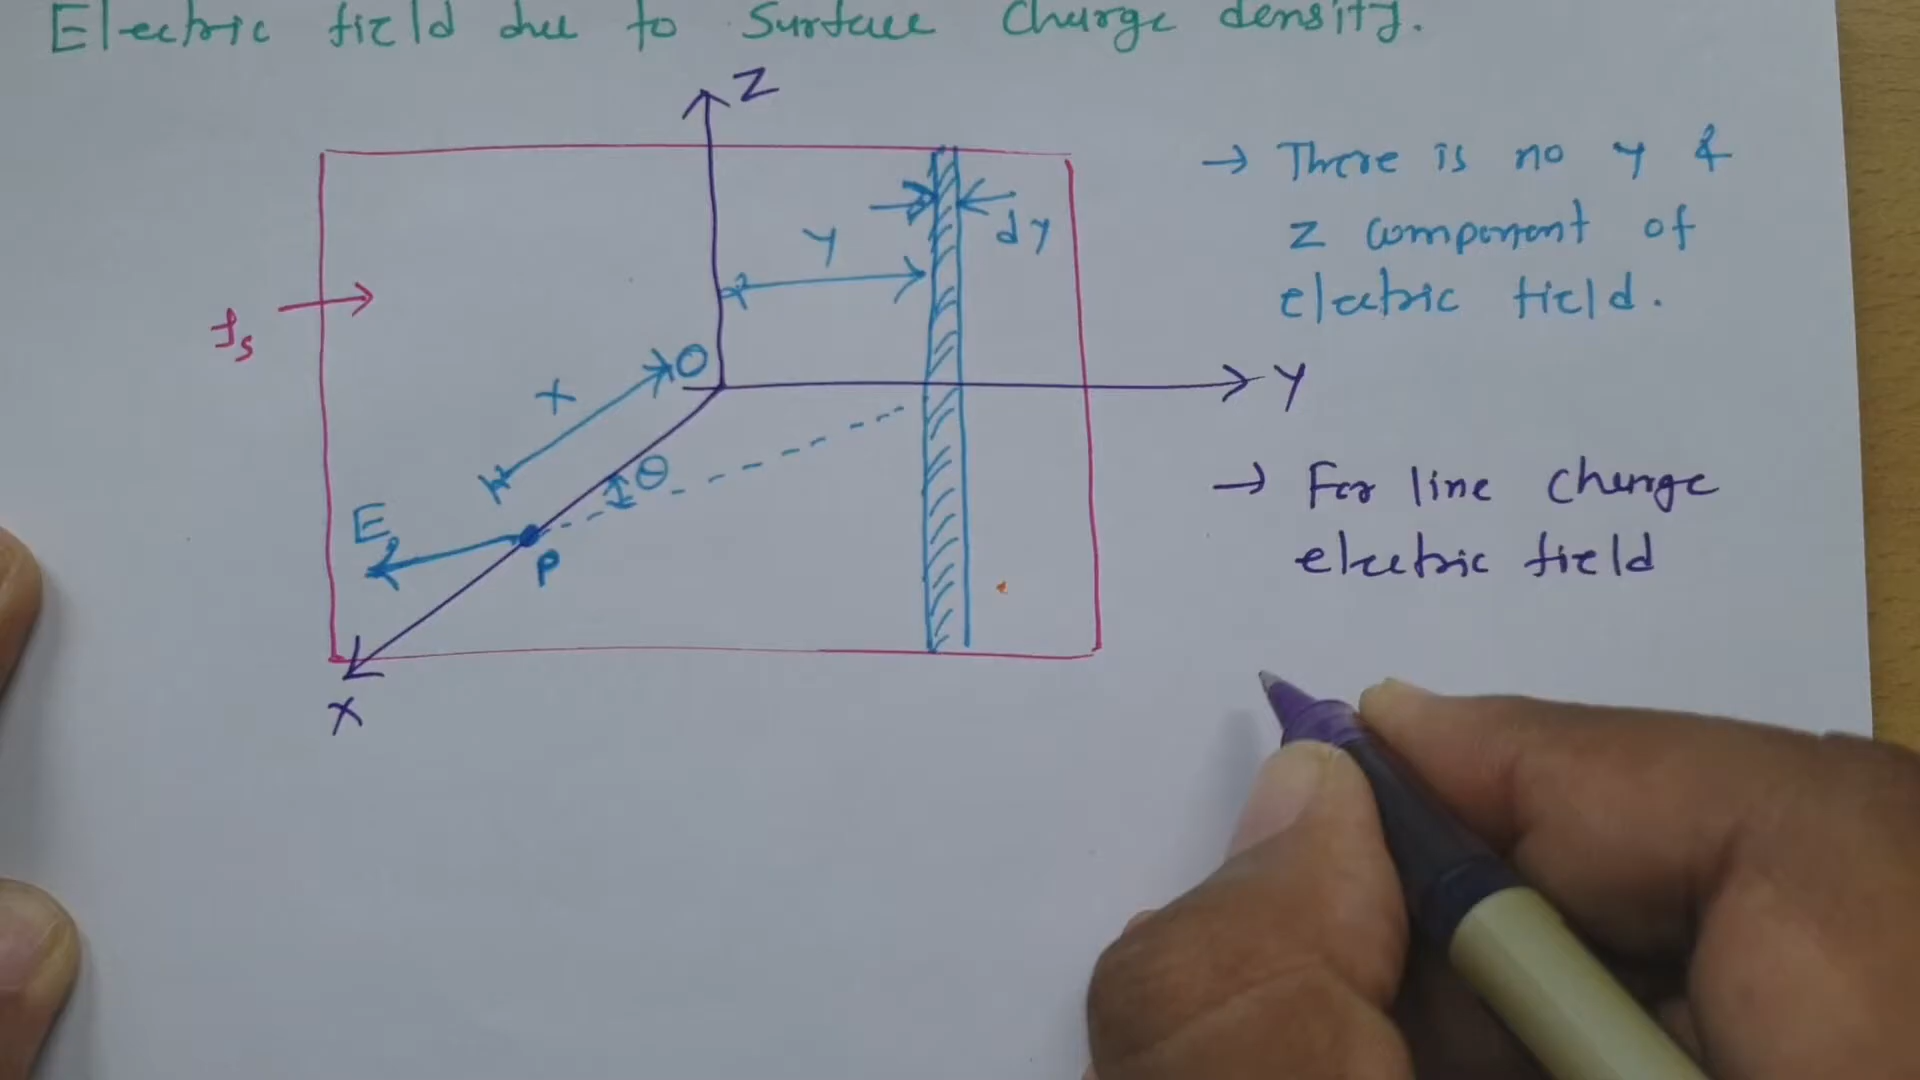 Electric field due to Surface Charge density.
Z
→ There is no y &
z component of
electric field.
dy
y
ρs
x
O
Y
θ
→ For line Charge
electric field
E
P
X